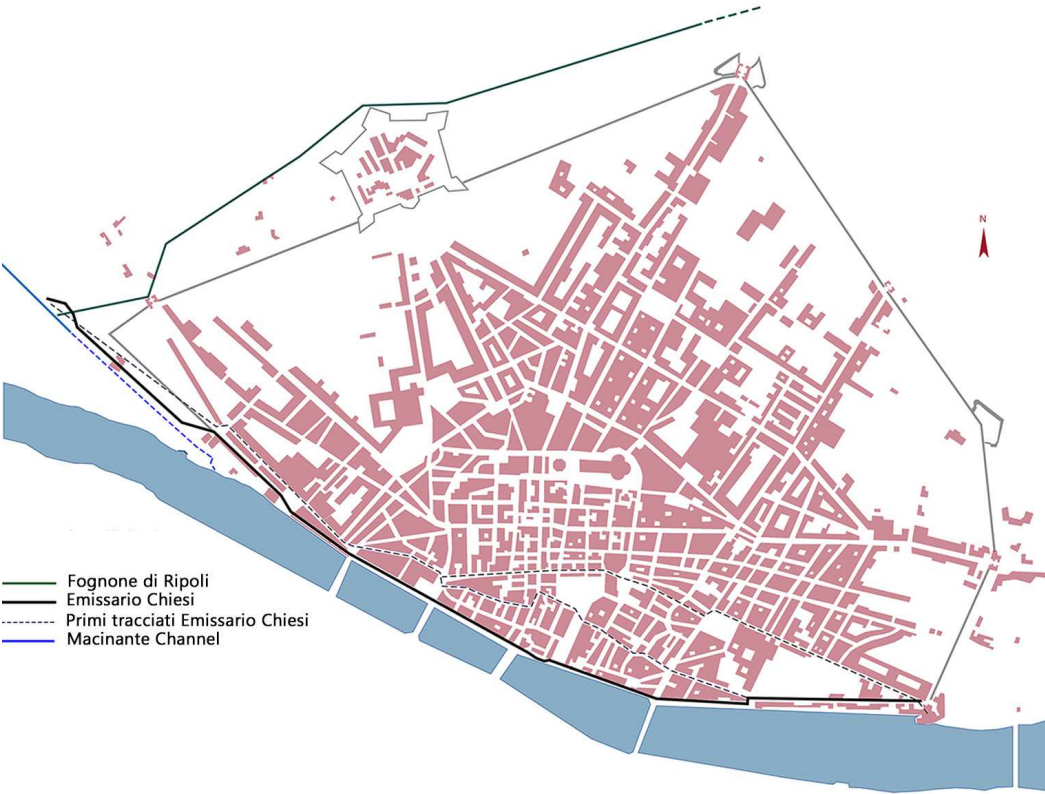 N
Fognone di Ripoli
Emissario Chiesi
Primi tracciati Emissario Chiesi
Macinante Channel